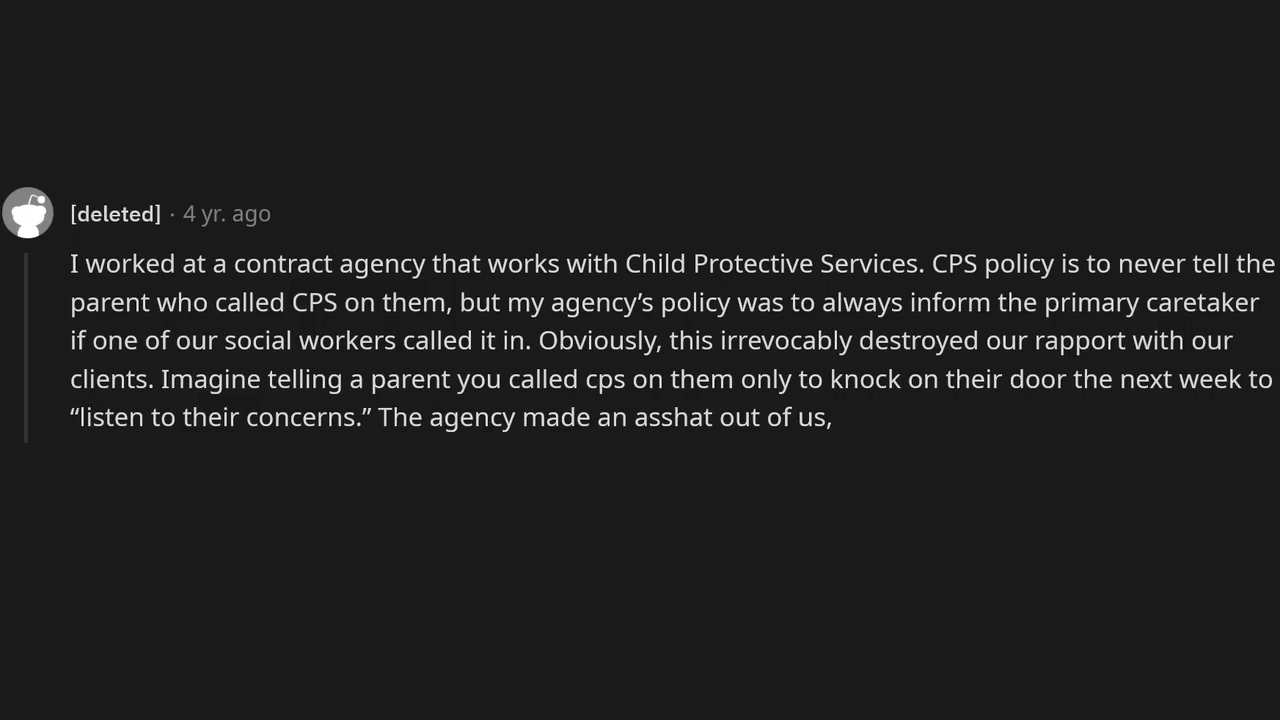 [deleted] · 4 yr. ago
I worked at a contract agency that works with Child Protective Services. CPS policy is to never tell the
parent who called CPS on them, but my agency’s policy was to always inform the primary caretaker
if one of our social workers called it in. Obviously, this irrevocably destroyed our rapport with our
clients. Imagine telling a parent you called cps on them only to knock on their door the next week to
“listen to their concerns.” The agency made an asshat out of us,